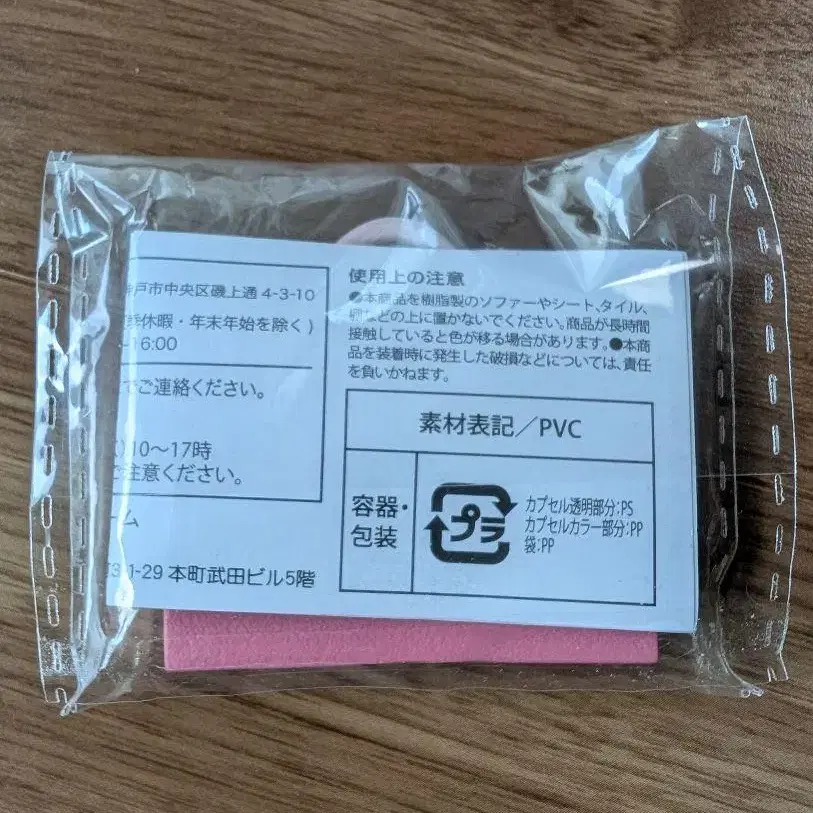 神戸市中央区磯上通 4-3-10
休暇・年末年始を除く)
-16:00
でご連絡ください。
)10～17時
ご注意ください。
ーム
3-1-29 本町武田ビル5階
使用上の注意
●本商品を樹脂製のソファーやシート、タイル、
棚などの上に置かないでください。商品が長時間
接触していると色が移る場合があります。●本商
品を装着時に発生した破損などについては、責任
を負いかねます。
素材表記／PVC
容器・
包装
プラ
カプセル透明部分:PS
カプセルカラー部分:PP
袋:PP